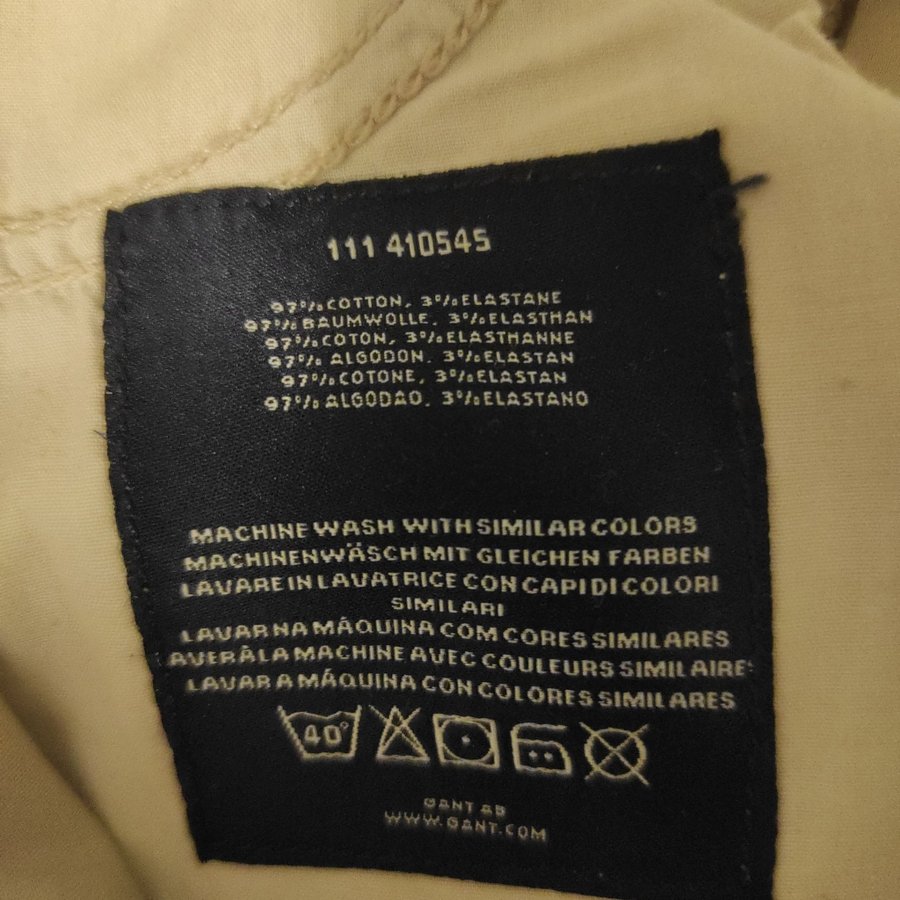 111 410545
97% COTTON, 3% ELASTANE
97% BAUMWOLLE, 3% ELASTHAN
97% COTON, 3% ELASTHANNE
97% ALGODON, 3% ELASTAN
97% COTONE, 3% ELASTAN
97% ALGODAO, 3% ELASTANO
MACHINE WASH WITH SIMILAR COLORS
MACHINENWÄSCH MIT GLEICHEN FARBEN
LAVARE IN LAVATRICE CON CAPI DI COLORI
SIMILARI
LAVAR NA MÁQUINA COM CORES SIMILARES
AVER À LA MACHINE AVEC COULEURS SIMILAIRE
LAVAR A MÁQUINA CON COLORES SIMILARES
40°
GANT AB
WWW.GANT.COM